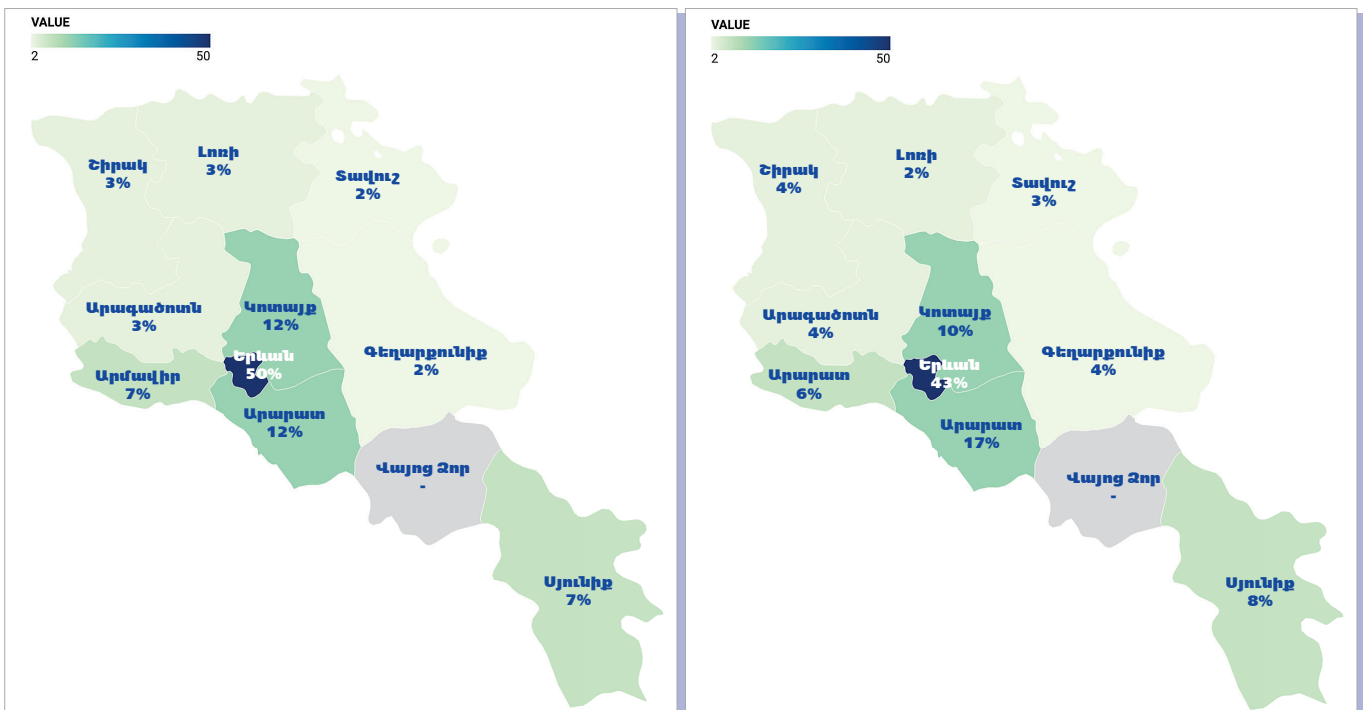 VALUE
2 50
Շիրակ
3%
Լոռի
3%
Տավուշ
2%
Արագածոտն
3%
Կոտայք
12%
Երևան
50%
Գեղարքունիք
2%
Արմավիր
7%
Արարատ
12%
Վայոց Ձոր
-
Սյունիք
7%
VALUE
2 50
Շիրակ
4%
Լոռի
2%
Տավուշ
3%
Արագածոտն
4%
Կոտայք
10%
Երևան
43%
Գեղարքունիք
4%
Արարատ
6%
Արարատ
17%
Վայոց Ձոր
-
Սյունիք
8%